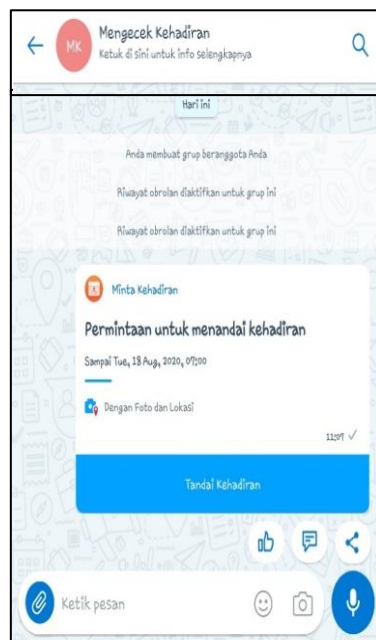 MK
Mengecek Kehadiran
Ketuk di sini untuk info selengkapnya
Hari ini
Anda membuat grup beranggota Anda
Riwayat obrolan diaktifkan untuk grup ini
Riwayat obrolan diaktifkan untuk grup ini
Minta Kehadiran
Permintaan untuk menandai kehadiran
Sampai Tue, 18 Aug, 2020, 07:00
Dengan Foto dan Lokasi
11:07
Tandai Kehadiran
Ketik pesan